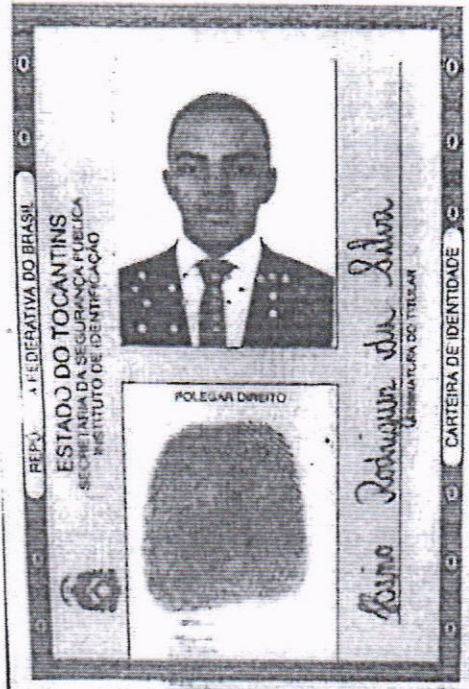 FEDERATIVA DO BRASIL
ESTADO DO TOCANTINS
SECRETARIA DA SEGURANÇA PÚBLICA
INSTITUTO DE IDENTIFICAÇÃO
POLEGAR DIREITO
Rodrigues da Silva
ASSINATURA DO TITULAR
CARTEIRA DE IDENTIDADE